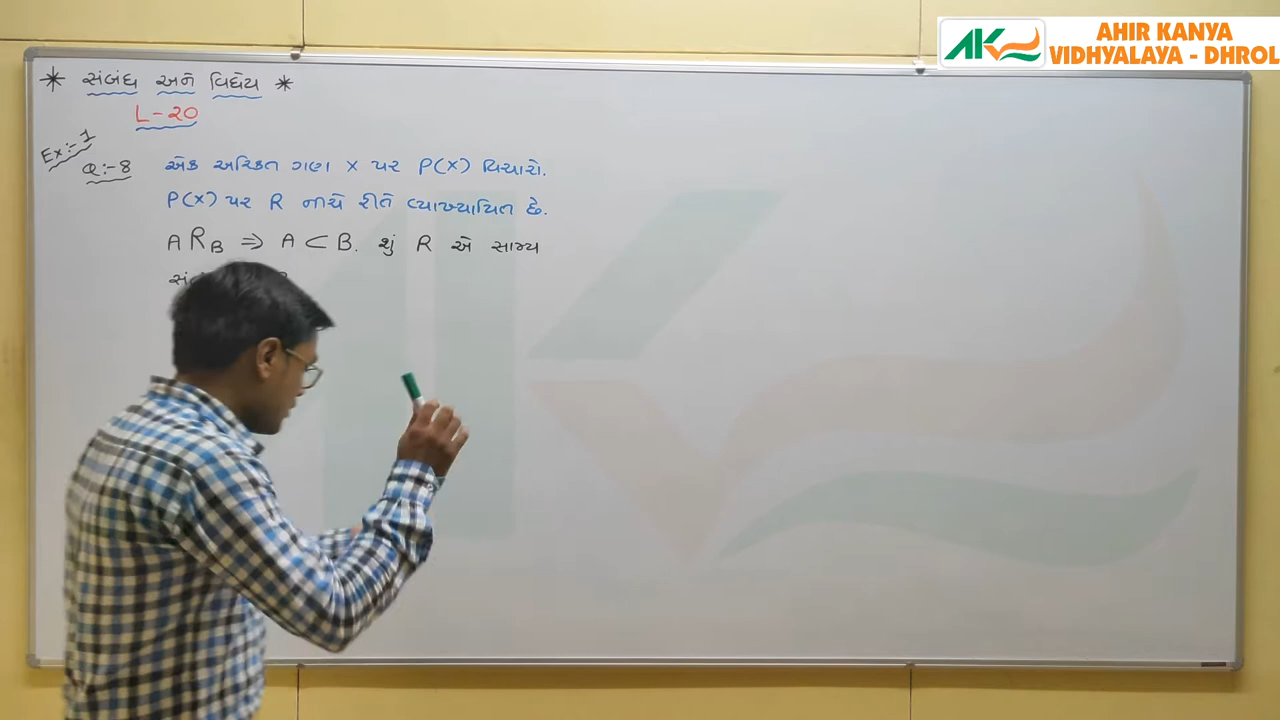 AHIR KANYA
VIDHYALAYA - DHROL
* સંબંધ અને વિધેય *
L-20
Ex:-1
Q:-8 એક અરિક્ત ગણ X પર P(X) વિચારો.
P(X) પર R નીચે રીતે વ્યાખ્યાયિત છે.
A R B ⇒ A ⊂ B. શું R એ સામ્ય